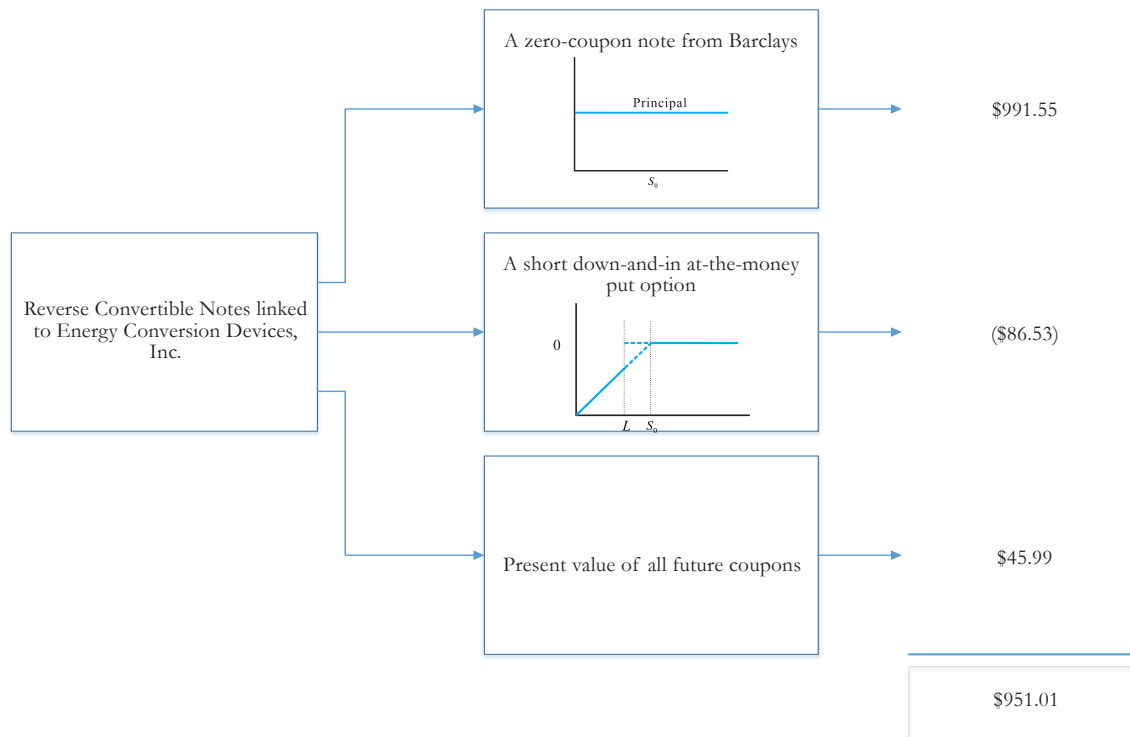 A zero-coupon note from Barclays
Principal
S₀
$991.55
Reverse Convertible Notes linked
to Energy Conversion Devices,
Inc.
A short down-and-in at-the-money
put option
0
L S₀
($86.53)
Present value of all future coupons
$45.99
$951.01